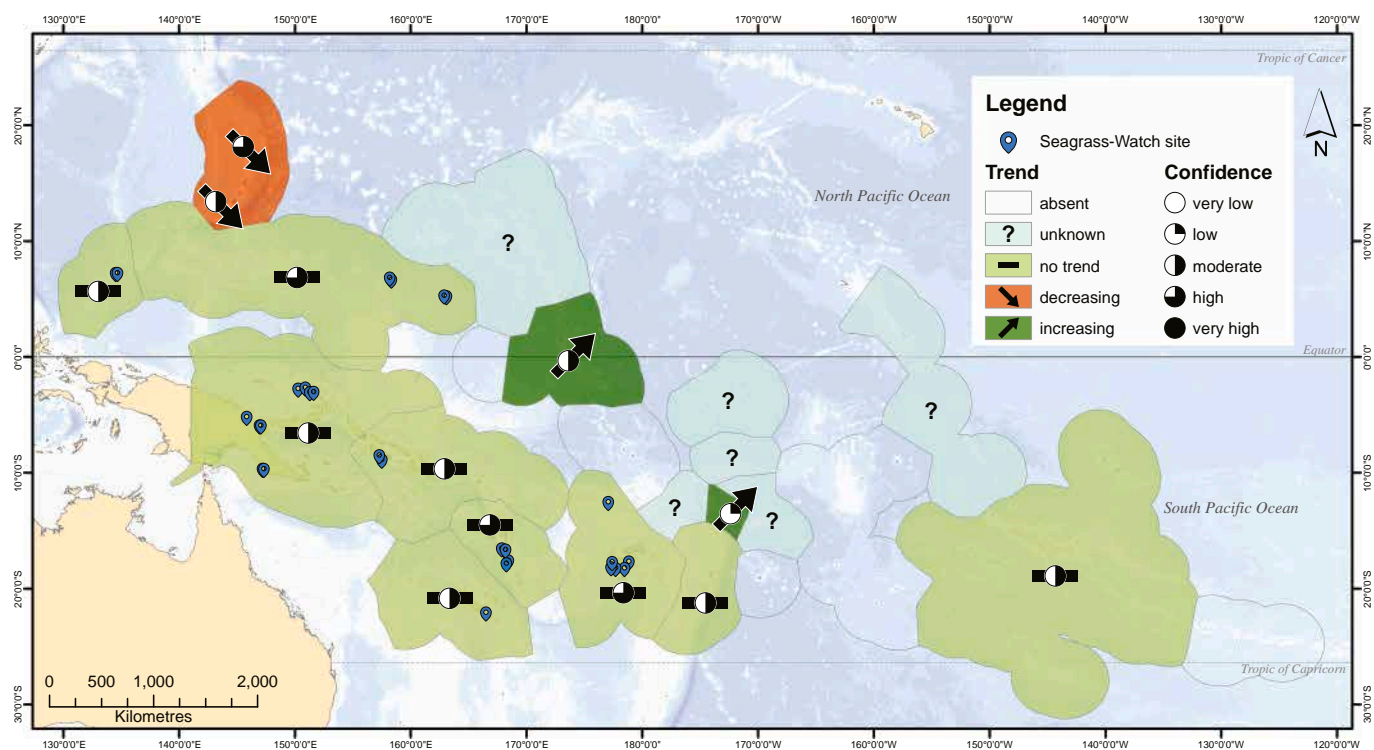 130°0'0"E 140°0'0"E 150°0'0"E 160°0'0"E 170°0'0"E 180°0'0" 170°0'0"W 160°0'0"W 150°0'0"W 140°0'0"W 130°0'0"W 120°0'0"W
Tropic of Cancer
Legend
Seagrass-Watch site
Trend Confidence
absent very low
? unknown low
no trend moderate
decreasing high
increasing very high
N
20°0'0"N 20°0'0"N
North Pacific Ocean
10°0'0"N ? 10°0'0"N
Equator
0°0'0" 0°0'0"
?
?
?
10°0'0"S 10°0'0"S
?
?
South Pacific Ocean
20°0'0"S 20°0'0"S
Tropic of Capricorn
0 500 1,000 2,000
Kilometres
30°0'0"S 30°0'0"S
130°0'0"E 140°0'0"E 150°0'0"E 160°0'0"E 170°0'0"E 180°0'0" 170°0'0"W 160°0'0"W 150°0'0"W 140°0'0"W 130°0'0"W 120°0'0"W